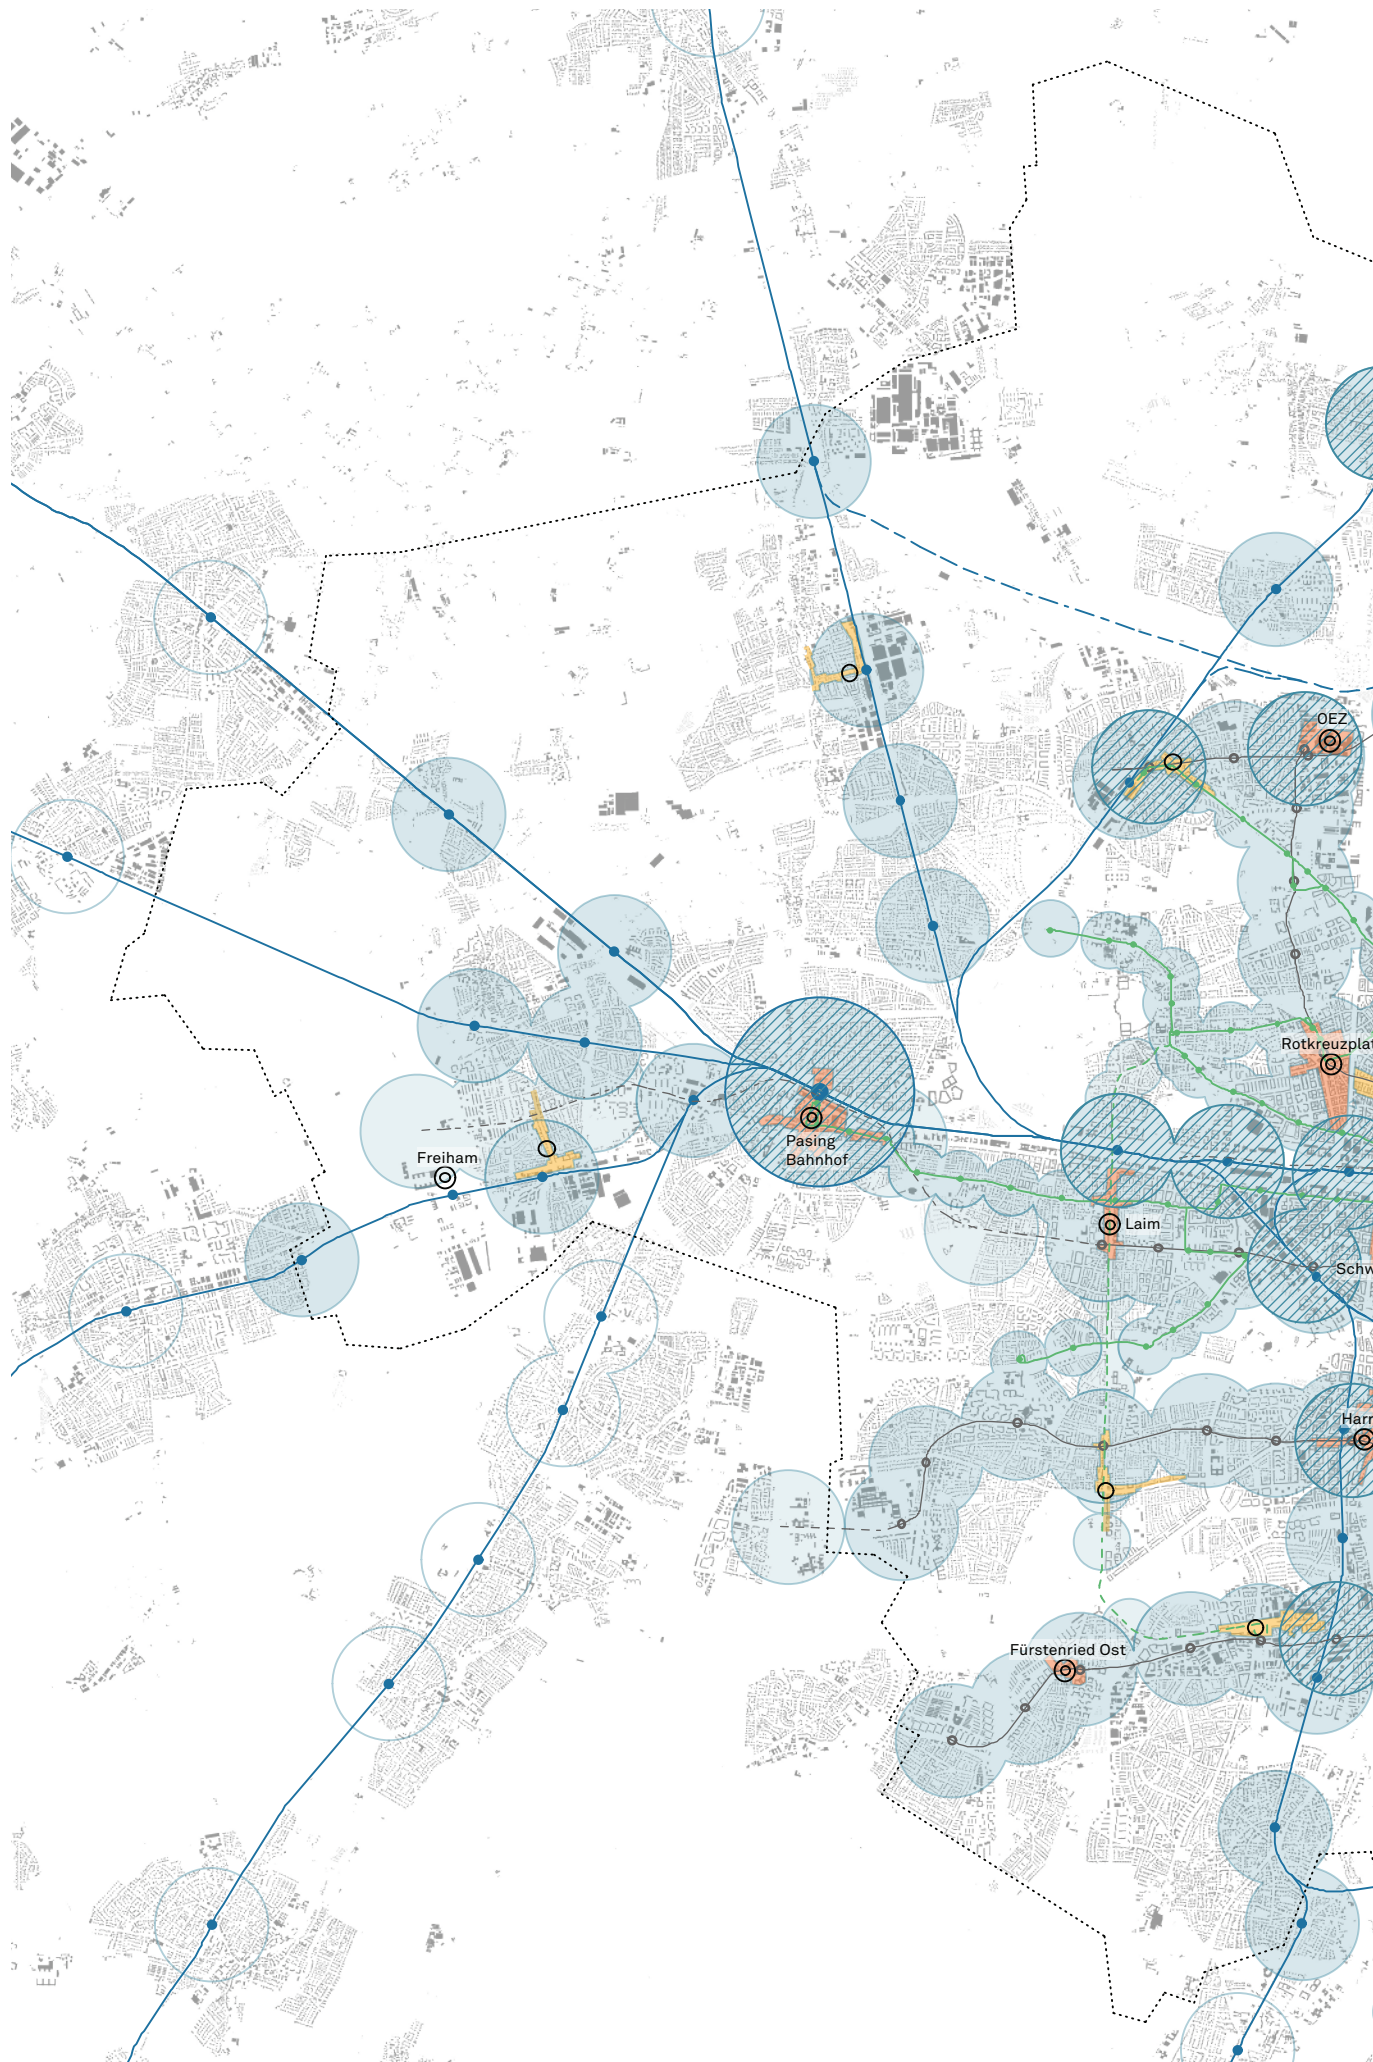 OEZ
Rotkreuzplat
Pasing
Bahnhof
Freiham
Laim
Schw
Harr
Fürstenried Ost